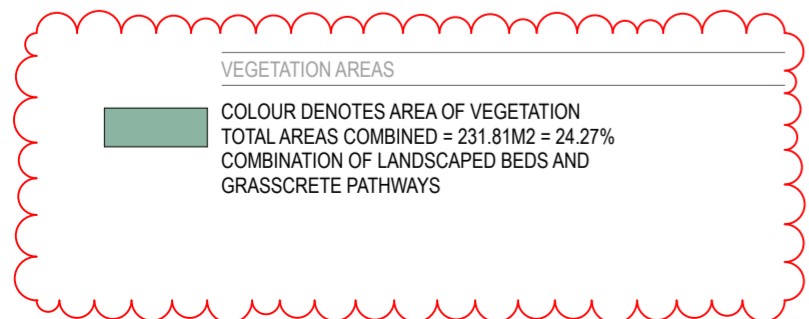 VEGETATION AREAS
COLOUR DENOTES AREA OF VEGETATION
TOTAL AREAS COMBINED = 231.81M2 = 24.27%
COMBINATION OF LANDSCAPED BEDS AND
GRASSCRETE PATHWAYS